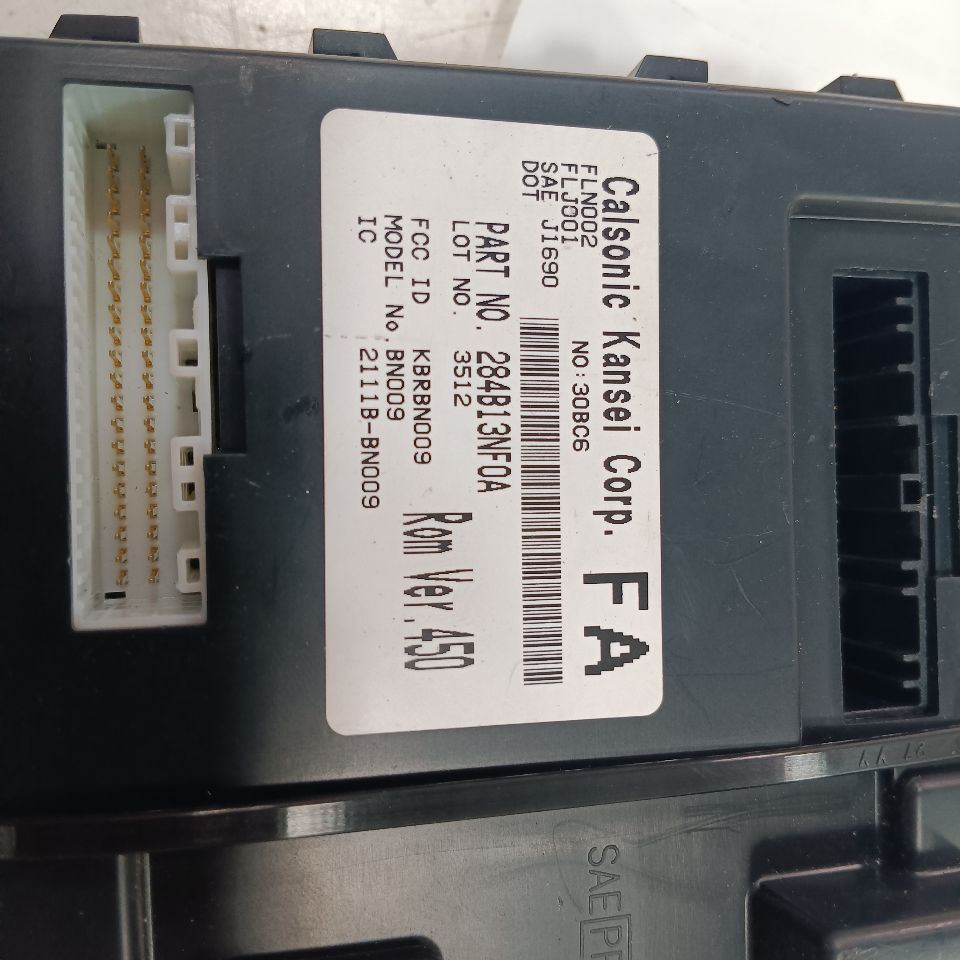 Calsonic Kansei Corp. FA
FLN002
FLJ001
SAE J1690
DOT
NO:30BC6
PART NO. 284B13NF0A
LOT NO. 3512
Rom Ver.450
FCC ID KBRBN009
MODEL No.BN009
IC 2111B-BN009
SAE